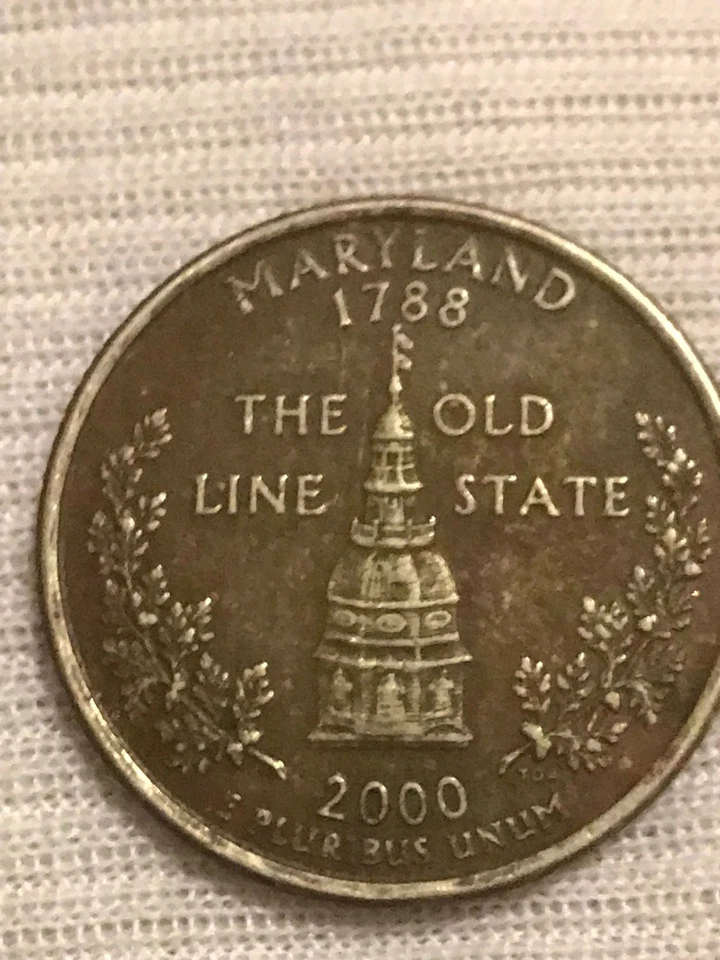 MARYLAND
1788
THE OLD
LINE STATE
2000
E PLURIBUS UNUM